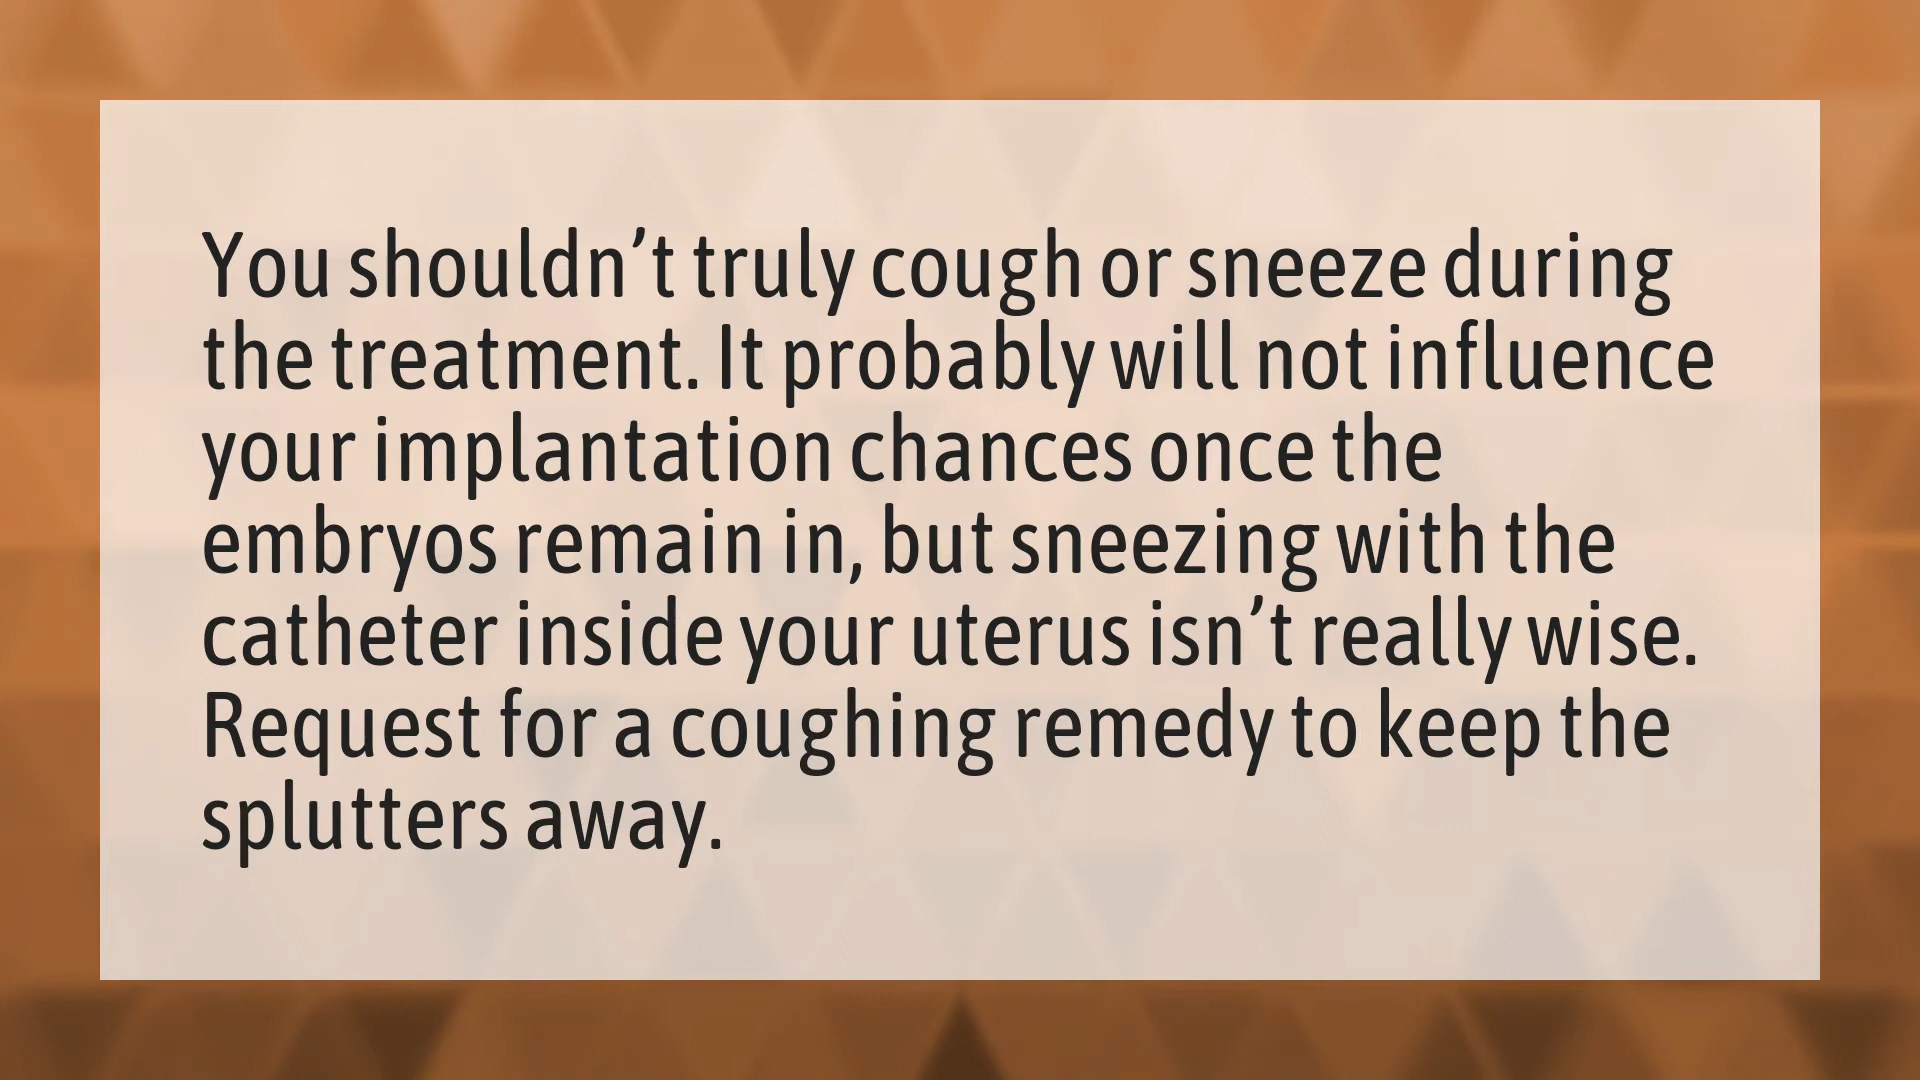 You shouldn’t truly cough or sneeze during
the treatment. It probably will not influence
your implantation chances once the
embryos remain in, but sneezing with the
catheter inside your uterus isn’t really wise.
Request for a coughing remedy to keep the
splutters away.